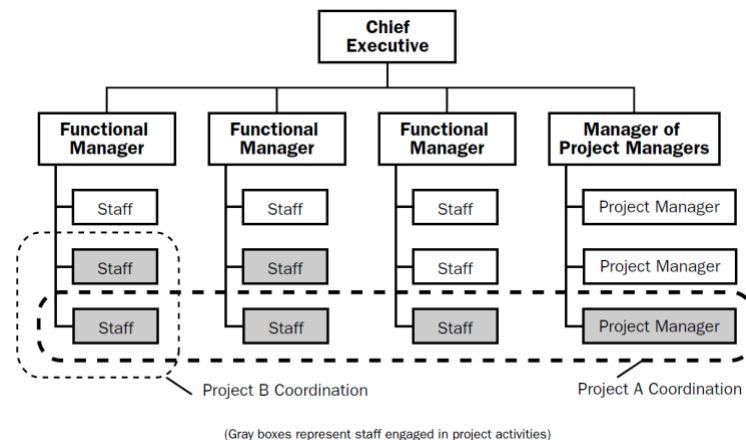 Chief
Executive
Functional
Manager
Functional
Manager
Functional
Manager
Manager of
Project Managers
Staff
Staff
Staff
Project Manager
Staff
Staff
Staff
Project Manager
Staff
Staff
Staff
Project Manager
Project B Coordination
Project A Coordination
(Gray boxes represent staff engaged in project activities)